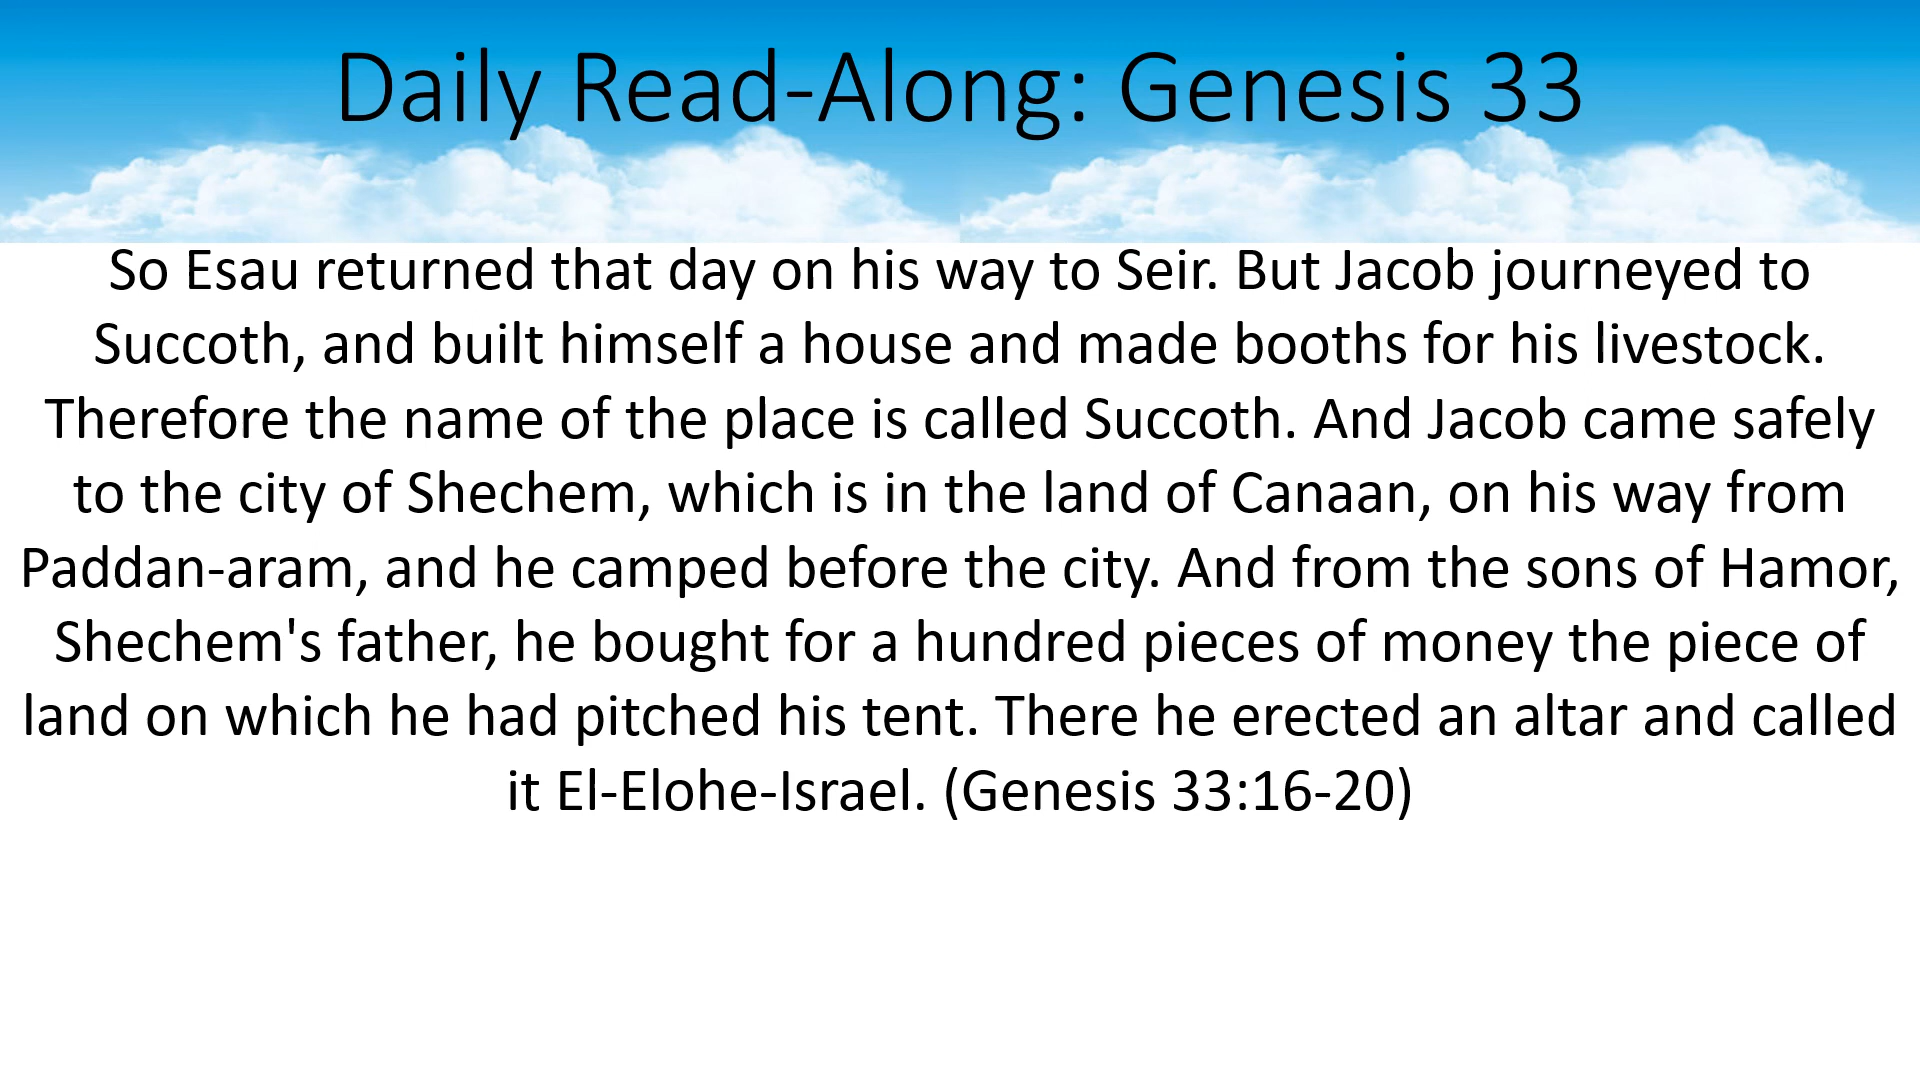 Daily Read-Along: Genesis 33
So Esau returned that day on his way to Seir. But Jacob journeyed to
Succoth, and built himself a house and made booths for his livestock.
Therefore the name of the place is called Succoth. And Jacob came safely
to the city of Shechem, which is in the land of Canaan, on his way from
Paddan-aram, and he camped before the city. And from the sons of Hamor,
Shechem's father, he bought for a hundred pieces of money the piece of
land on which he had pitched his tent. There he erected an altar and called
it El-Elohe-Israel. (Genesis 33:16-20)